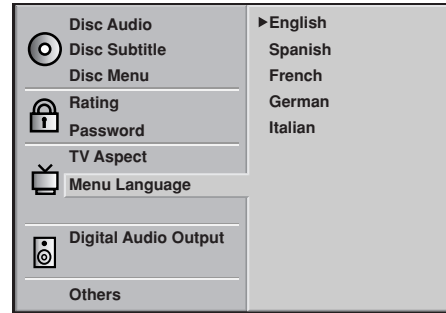 Disc Audio
Disc Subtitle
Disc Menu
Rating
Password
TV Aspect
Menu Language
Digital Audio Output
Others
English
Spanish
French
German
Italian